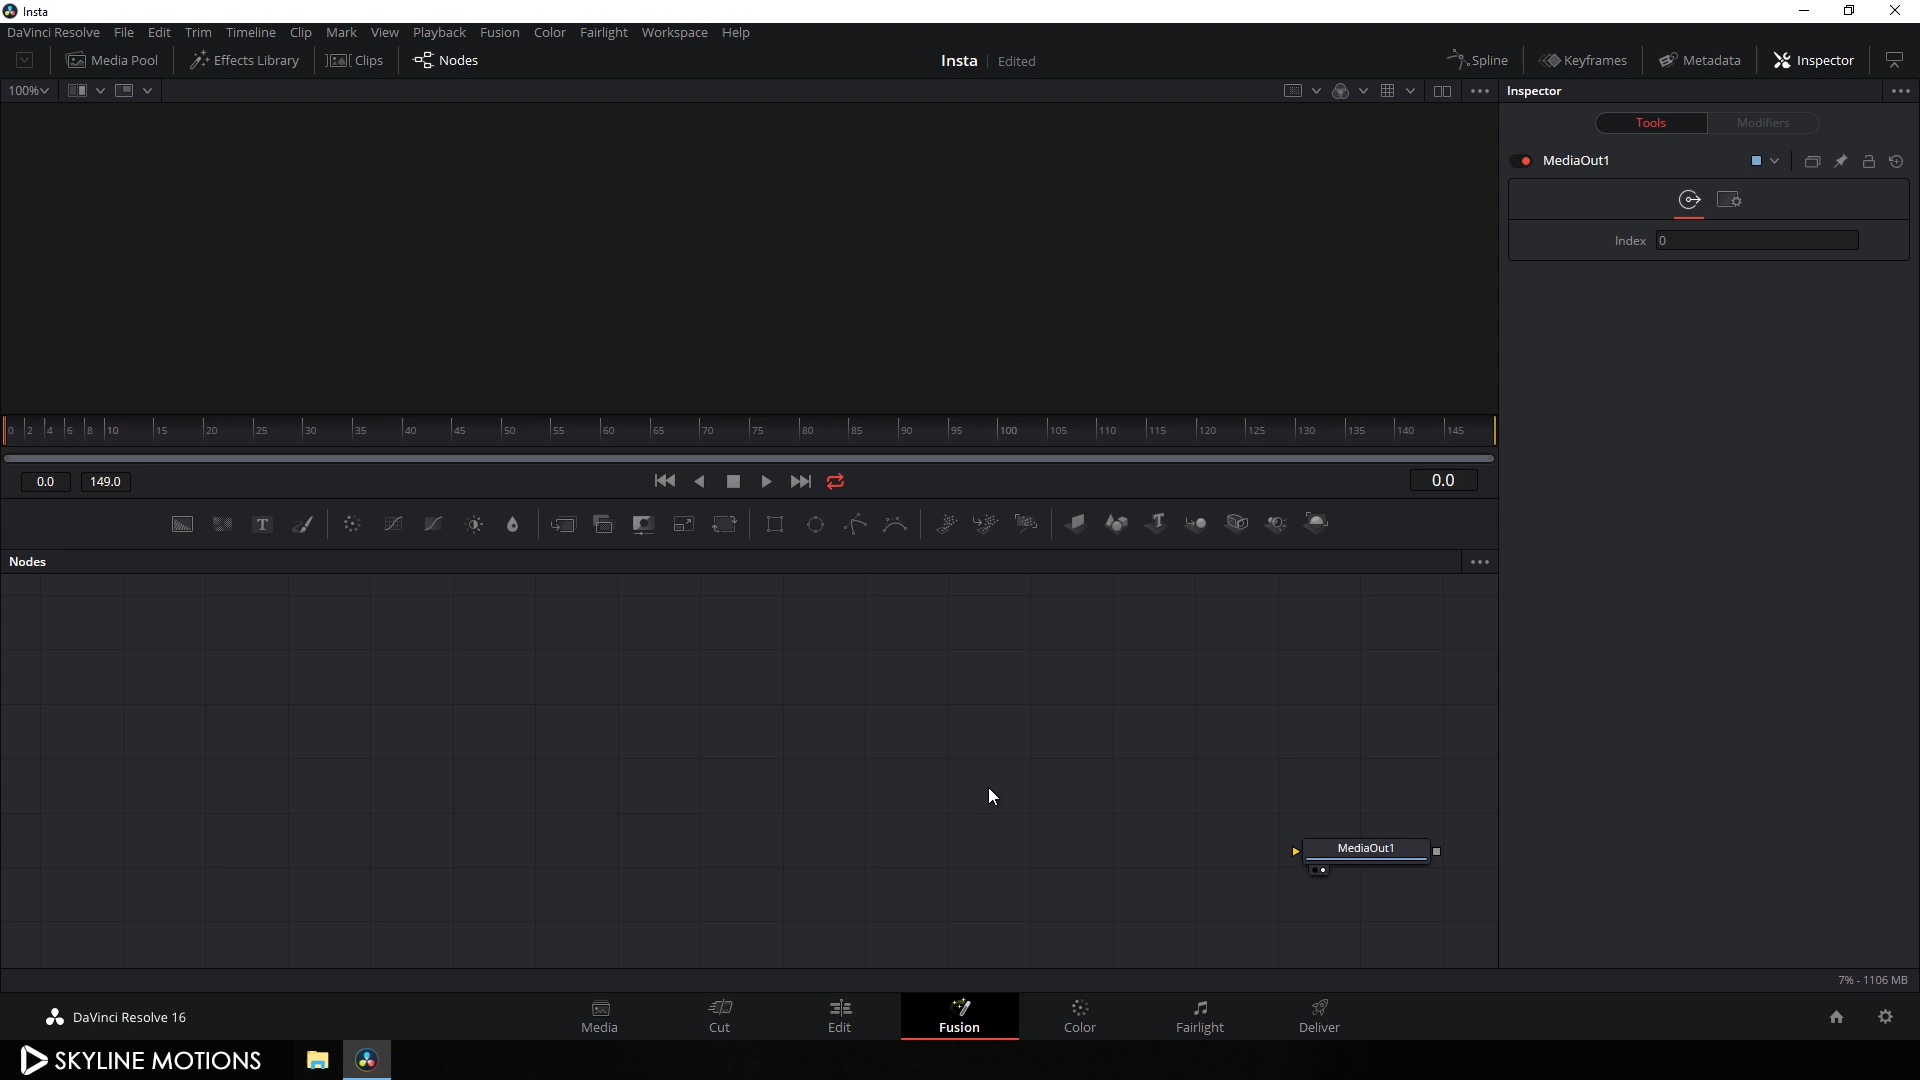 Insta
DaVinci Resolve File Edit Trim Timeline Clip Mark View Playback Fusion Color Fairlight Workspace Help
Media Pool Effects Library Clips Nodes Insta Edited Spline Keyframes Metadata Inspector
100% Inspector
Tools Modifiers
MediaOut1
Index 0
0 2 4 6 8 10 15 20 25 30 35 40 45 50 55 60 65 70 75 80 85 90 95 100 105 110 115 120 125 130 135 140 145
0.0 149.0 0.0
T T
Nodes
MediaOut1
7% - 1106 MB
DaVinci Resolve 16 Media Cut Edit Fusion Color Fairlight Deliver
SKYLINE MOTIONS